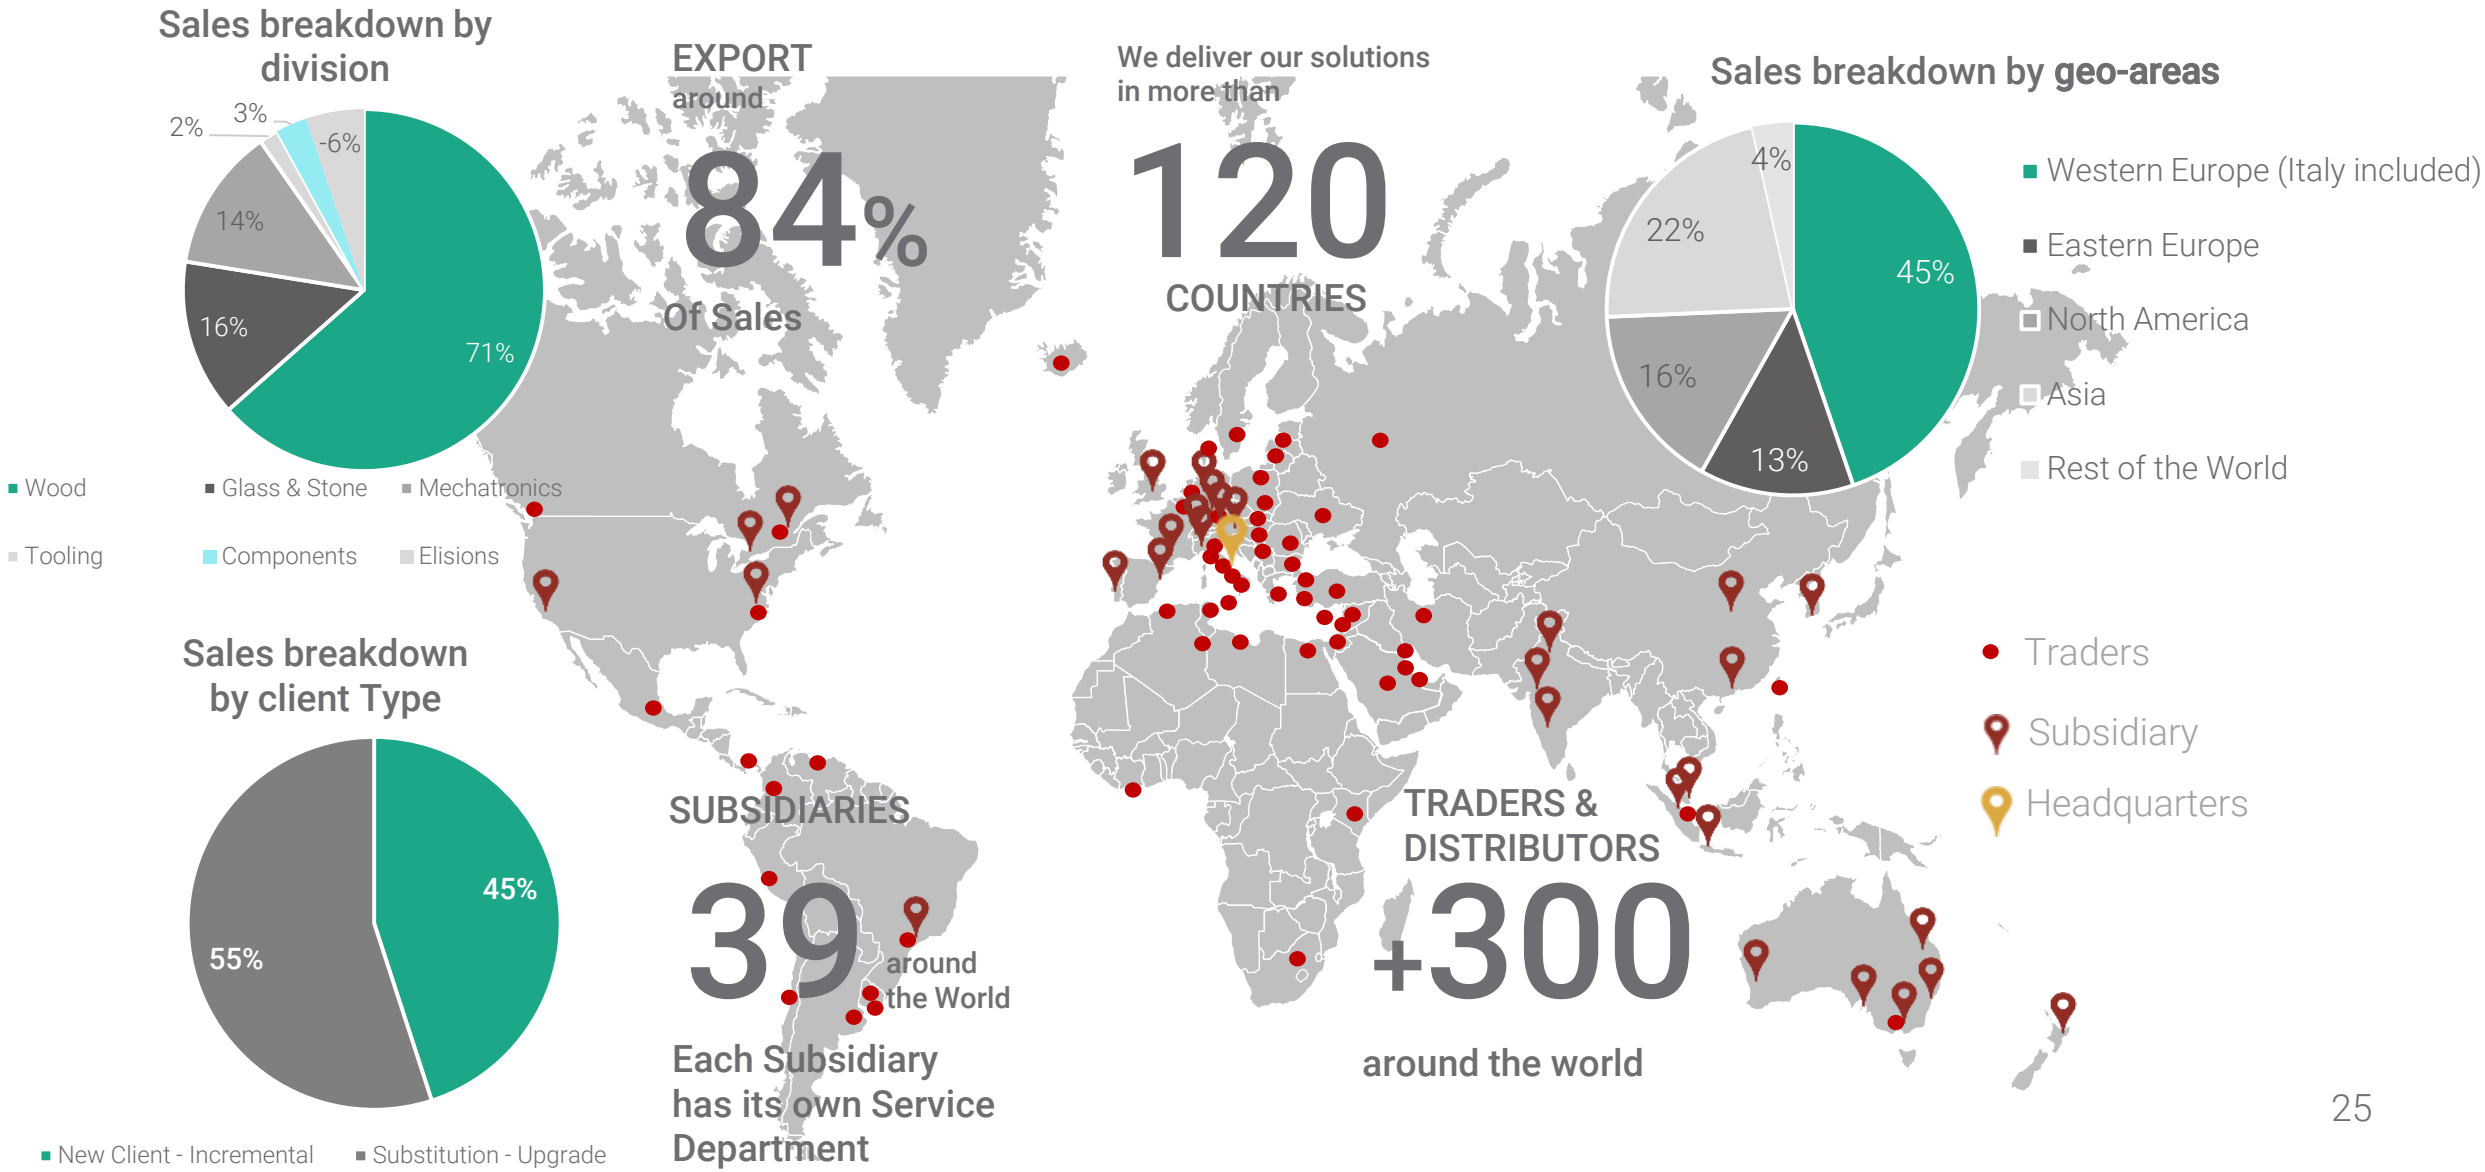 Sales breakdown by
division
2%
3%
-6%
14%
16%
71%
Wood
Glass & Stone
Mechatronics
Tooling
Components
Elisions
Sales breakdown
by client Type
45%
55%
New Client - Incremental
Substitution - Upgrade
EXPORT
around
84%
Of Sales
We deliver our solutions
in more than
120
COUNTRIES
SUBSIDIARIES
39
around
the World
Each Subsidiary
has its own Service
Department
TRADERS &
DISTRIBUTORS
+300
around the world
Sales breakdown by geo-areas
4%
22%
45%
16%
13%
Western Europe (Italy included)
Eastern Europe
North America
Asia
Rest of the World
Traders
Subsidiary
Headquarters
25